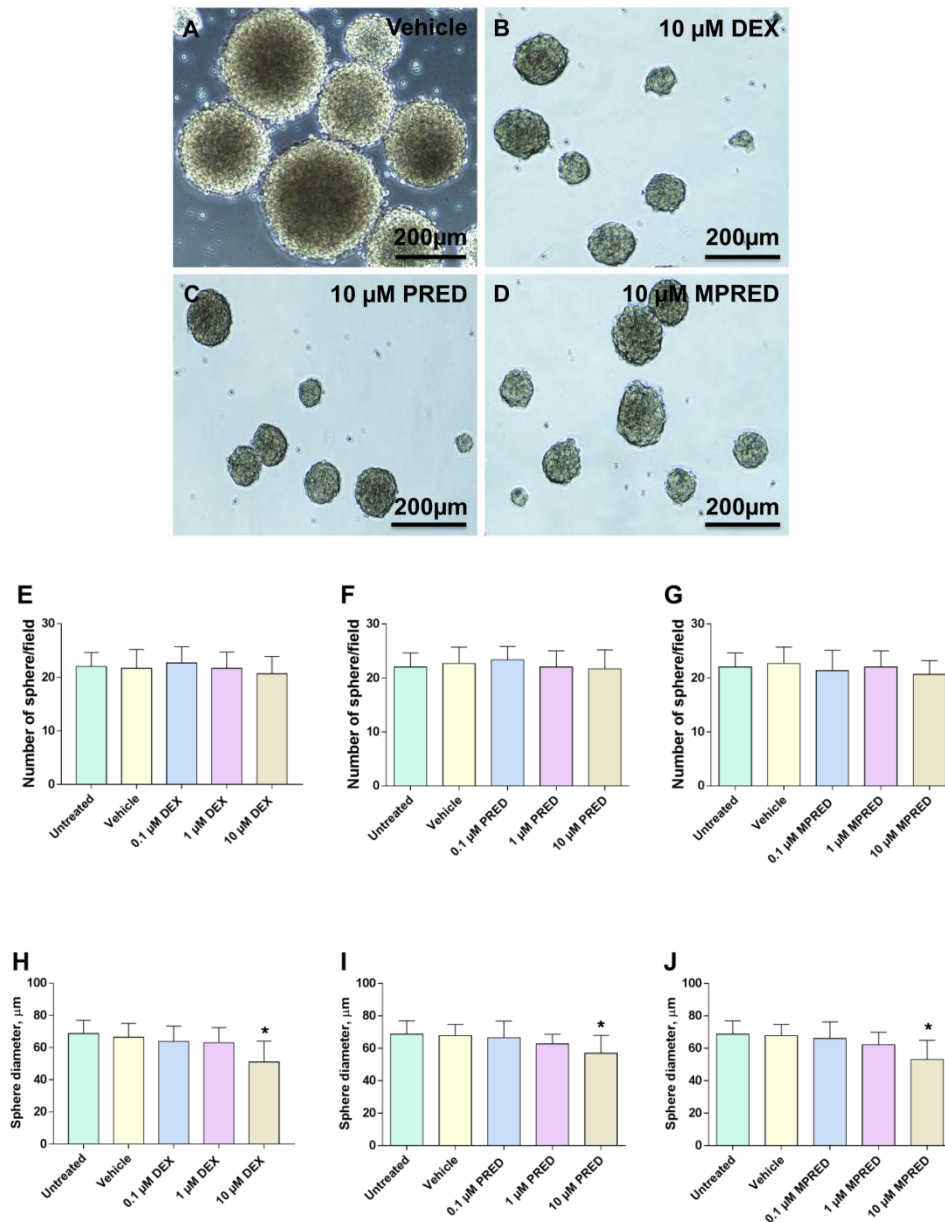 A Vehicle
B 10 µM DEX
200µm 200µm
C 10 µM PRED
D 10 µM MPRED
200µm 200µm
E
Number of sphere/field
30
20
10
0
Untreated
Vehicle
0.1 µM DEX
1 µM DEX
10 µM DEX
F
Number of sphere/field
30
20
10
0
Untreated
Vehicle
0.1 µM PRED
1 µM PRED
10 µM PRED
G
Number of sphere/field
30
20
10
0
Untreated
Vehicle
0.1 µM MPRED
1 µM MPRED
10 µM MPRED
H
Sphere diameter, µm
100
80
60
40
20
0
*
Untreated
Vehicle
0.1 µM DEX
1 µM DEX
10 µM DEX
I
Sphere diameter, µm
100
80
60
40
20
0
*
Untreated
Vehicle
0.1 µM PRED
1 µM PRED
10 µM PRED
J
Sphere diameter, µm
100
80
60
40
20
0
*
Untreated
Vehicle
0.1 µM MPRED
1 µM MPRED
10 µM MPRED